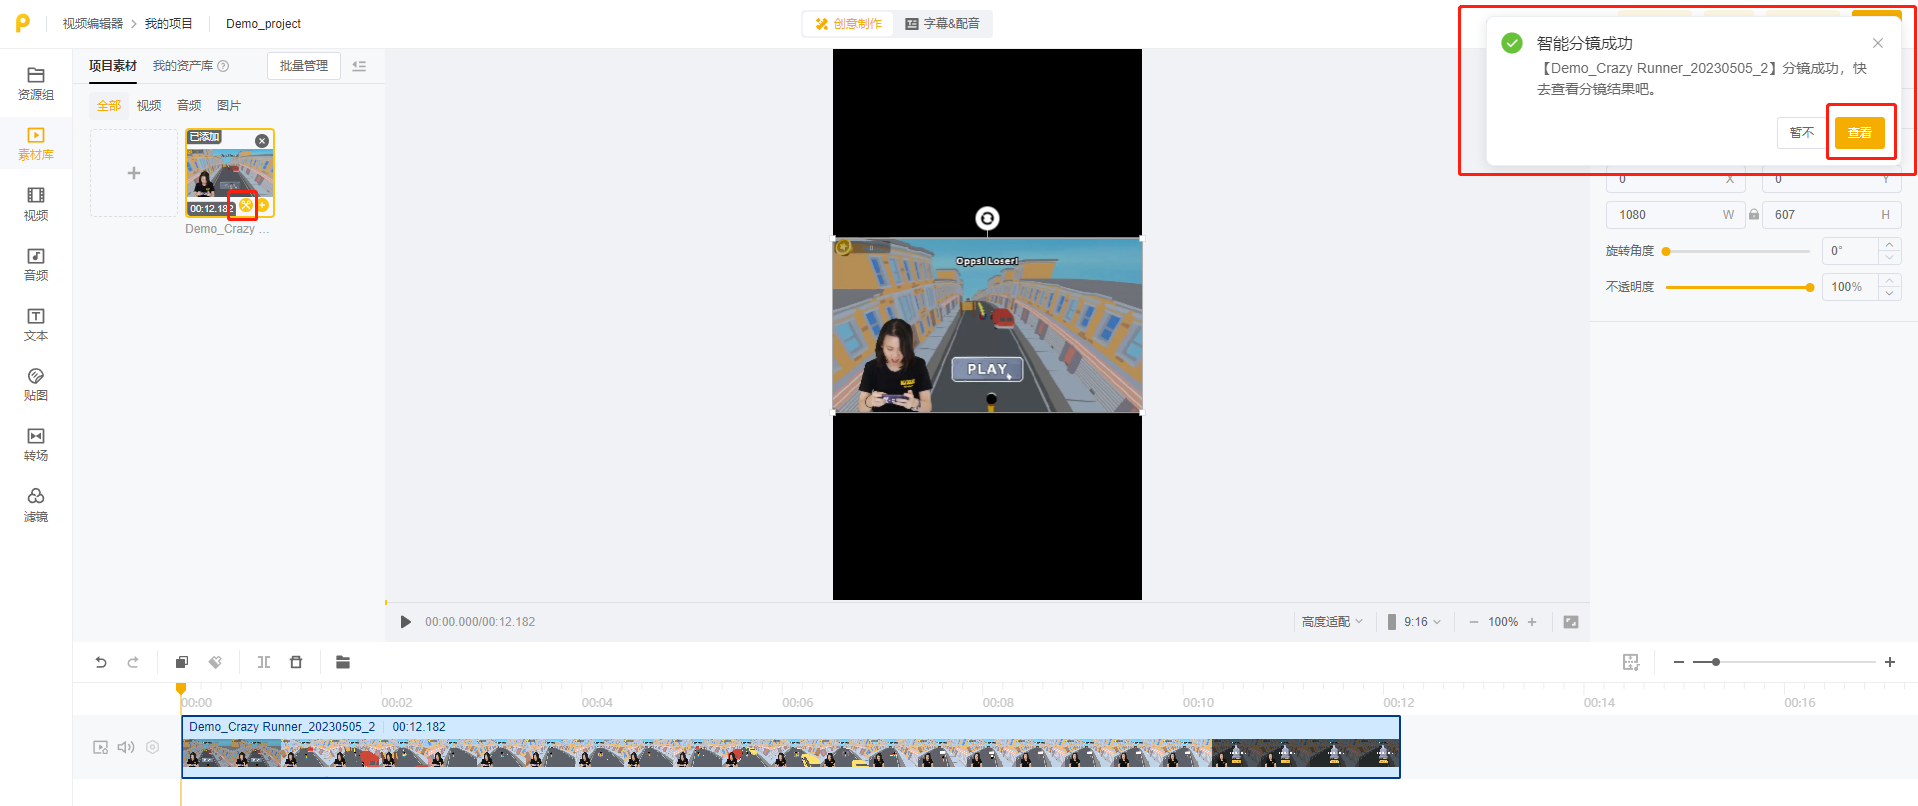 视频编辑器
我的项目
Demo_project
创意制作
字幕&配音
智能分镜成功
【Demo_Crazy Runner_20230505_2】分镜成功，快
去查看分镜结果吧。
暂不
查看
资源组
素材库
视频
音频
文本
贴图
转场
滤镜
项目素材
我的资产库
批量管理
全部
视频
音频
图片
已添加
00:12.182
Demo_Crazy ...
Oops! Loser!
PLAY
0 X
0 Y
1080 W
607 H
旋转角度
0°
不透明度
100%
00:00.000/00:12.182
高度适配
9:16
100%
00:00
00:02
00:04
00:06
00:08
00:10
00:12
00:14
00:16
Demo_Crazy Runner_20230505_2
00:12.182